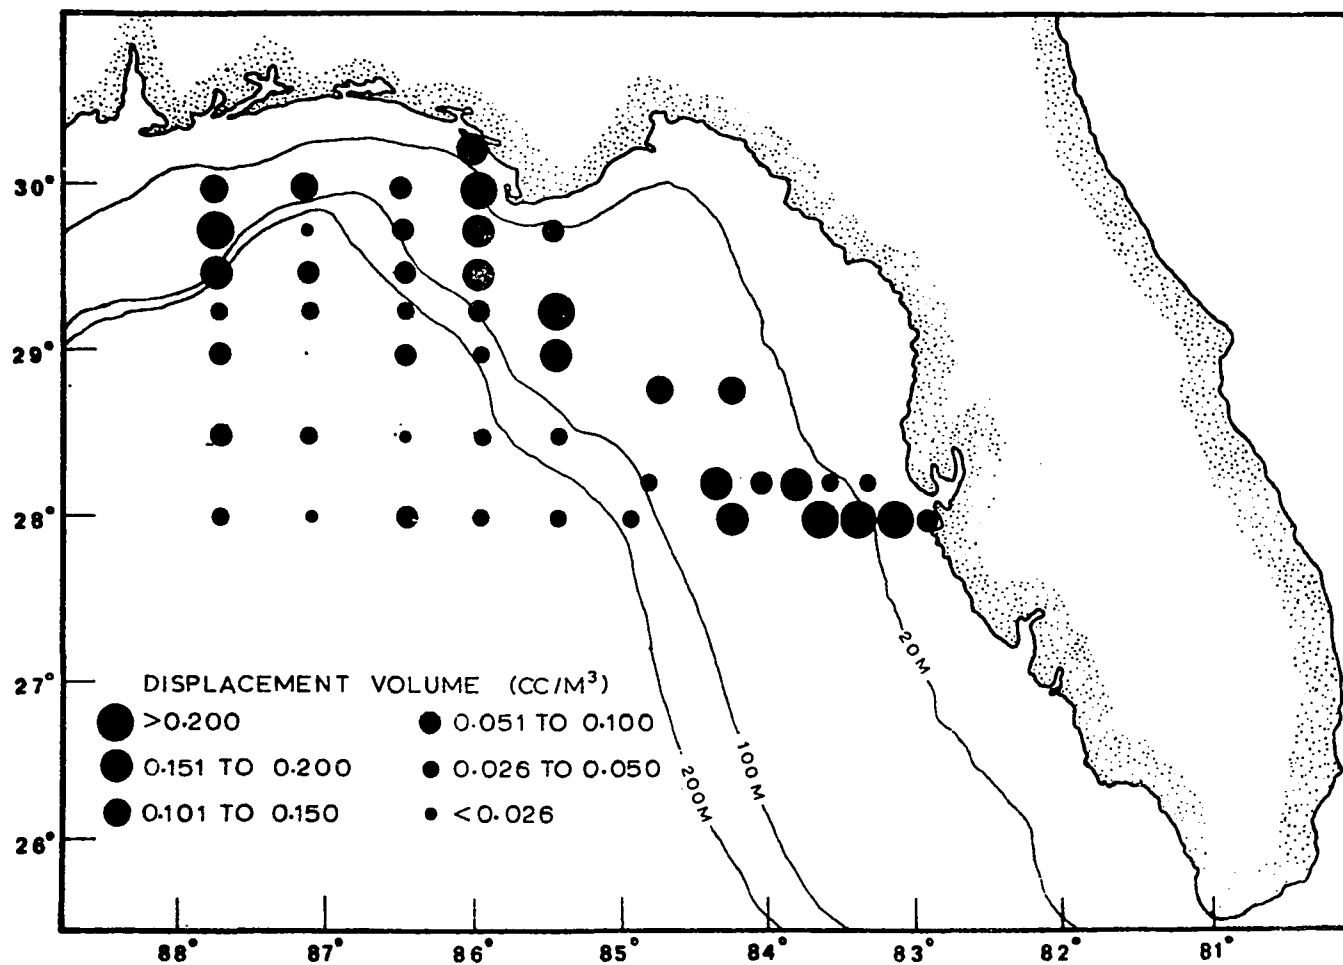 30°
29°
28°
27°
26°
20M
100M
200M
DISPLACEMENT VOLUME (CC/M³)
>0.200
0.051 TO 0.100
0.151 TO 0.200
0.026 TO 0.050
0.101 TO 0.150
<0.026
88° 87° 86° 85° 84° 83° 82° 81°